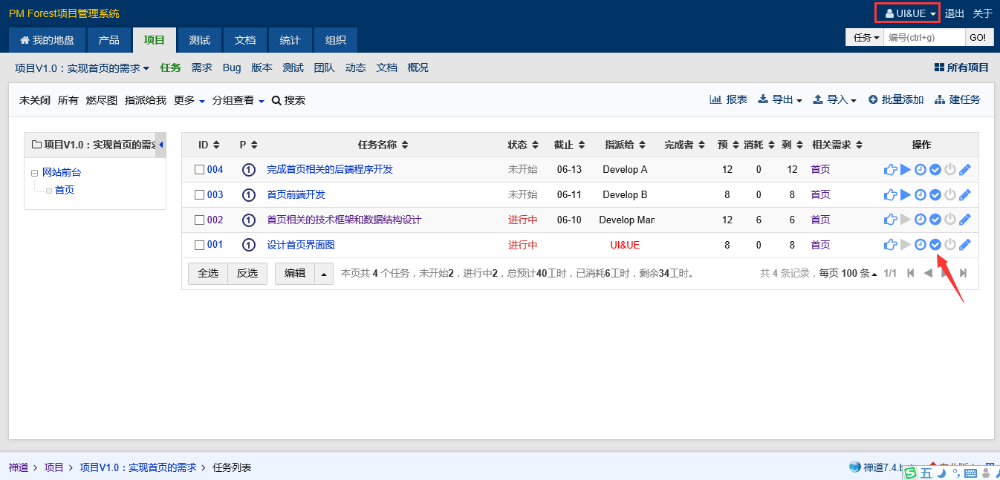 PM Forest项目管理系统
UI&UE 退出 关于
我的地盘 产品 项目 测试 文档 统计 组织
任务 编号(ctrl+g) GO!
项目V1.0：实现首页的需求 任务 需求 Bug 版本 测试 团队 动态 文档 概况 所有项目
未关闭 所有 燃尽图 指派给我 更多 分组查看 搜索 报表 导出 导入 批量添加 建任务
项目V1.0：实现首页的需求
网站前台
首页
ID P 任务名称 状态 截止 指派给 完成者 预 消耗 剩 相关需求 操作
004 1 完成首页相关的后端程序开发 未开始 06-13 Develop A 12 0 12 首页
003 1 首页前端开发 未开始 06-11 Develop B 8 0 8 首页
002 1 首页相关的技术框架和数据结构设计 进行中 06-10 Develop Man 12 6 6 首页
001 1 设计首页界面图 进行中 UI&UE 8 0 8 首页
全选 反选 编辑 本页共 4 个任务，未开始2，进行中2，总预计40工时，已消耗6工时，剩余34工时。 共 4 条记录，每页 100 条 1/1
禅道 项目 项目V1.0：实现首页的需求 任务列表 禅道7.4.b
五